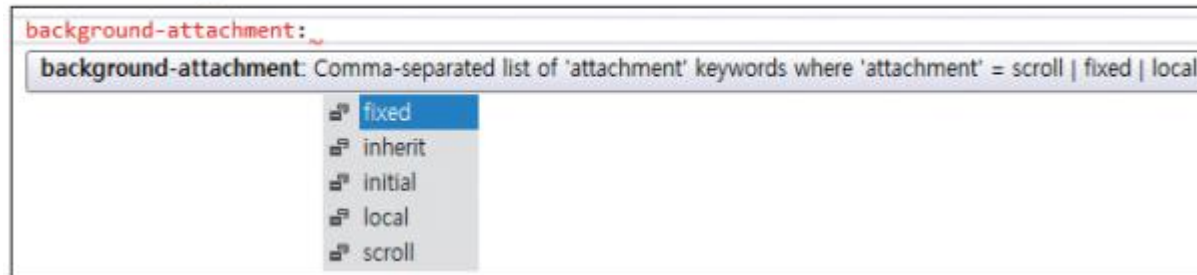 background-attachment:
background-attachment: Comma-separated list of 'attachment' keywords where 'attachment' = scroll | fixed | local
fixed
inherit
initial
local
scroll